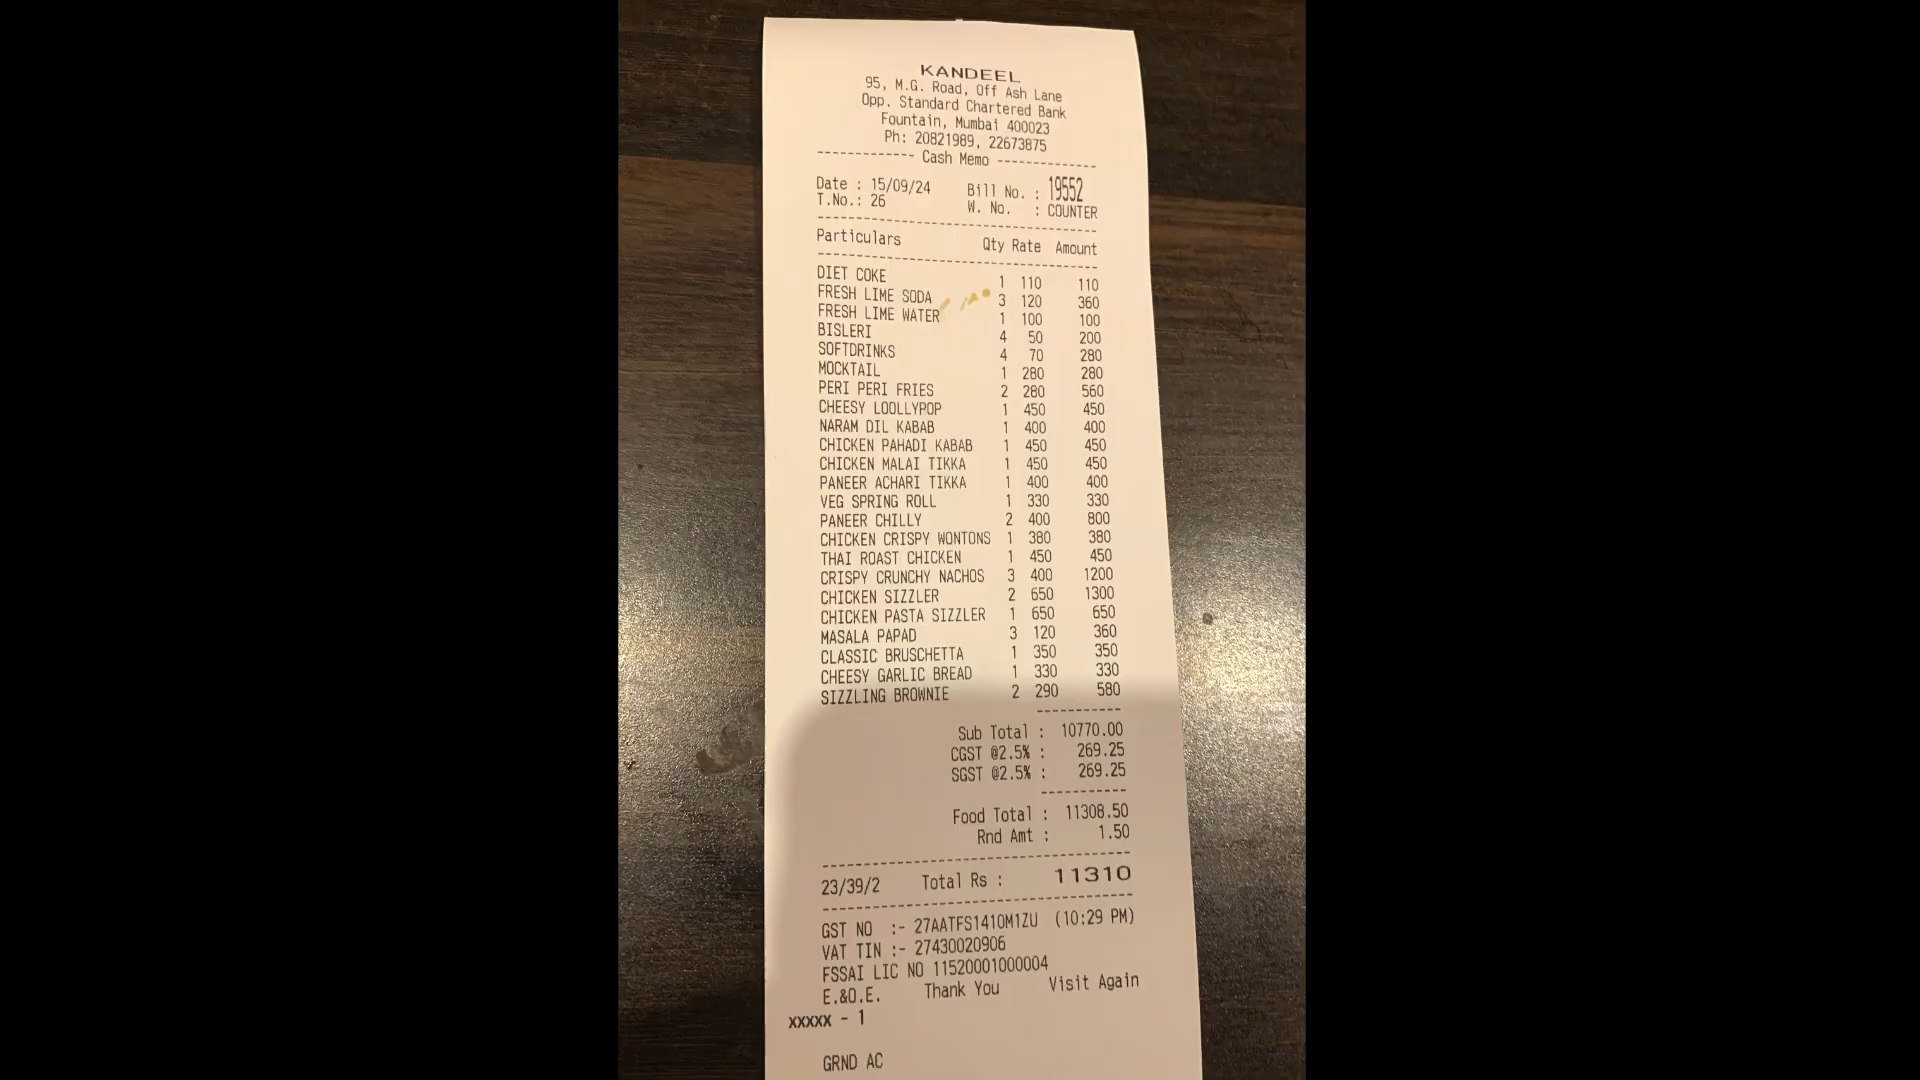 KANDEEL
95, M.G. Road, Off Ash Lane
Opp. Standard Chartered Bank
Fountain, Mumbai 400023
Ph: 20821989, 22673875
------------ Cash Memo -------------
Date : 15/09/24 Bill No. : 19552
T.No.: 26 W. No. : COUNTER
Particulars Qty Rate Amount
DIET COKE 1 110 110
FRESH LIME SODA 3 120 360
FRESH LIME WATER 1 100 100
BISLERI 4 50 200
SOFTDRINKS 4 70 280
MOCKTAIL 1 280 280
PERI PERI FRIES 2 280 560
CHEESY LOOLLYPOP 1 450 450
NARAM DIL KABAB 1 400 400
CHICKEN PAHADI KABAB 1 450 450
CHICKEN MALAI TIKKA 1 450 450
PANEER ACHARI TIKKA 1 400 400
VEG SPRING ROLL 1 330 330
PANEER CHILLY 2 400 800
CHICKEN CRISPY WONTONS 1 380 380
THAI ROAST CHICKEN 1 450 450
CRISPY CRUNCHY NACHOS 3 400 1200
CHICKEN SIZZLER 2 650 1300
CHICKEN PASTA SIZZLER 1 650 650
MASALA PAPAD 3 120 360
CLASSIC BRUSCHETTA 1 350 350
CHEESY GARLIC BREAD 1 330 330
SIZZLING BROWNIE 2 290 580
Sub Total : 10770.00
CGST @2.5% : 269.25
SGST @2.5% : 269.25
Food Total : 11308.50
Rnd Amt : 1.50
23/39/2 Total Rs : 11310
GST NO :- 27AATFS1410M1ZU (10:29 PM)
VAT TIN :- 27430020906
FSSAI LIC NO 11520001000004
E.&O.E. Thank You Visit Again
xxxxx - 1
GRND AC